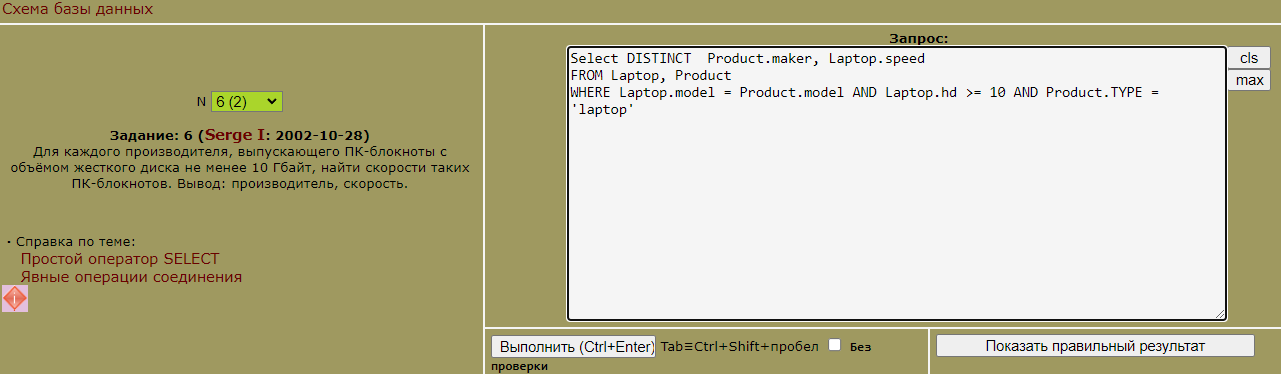 Схема базы данных
N 6 (2)
Задание: 6 (Serge I: 2002-10-28)
Для каждого производителя, выпускающего ПК-блокноты с
объёмом жесткого диска не менее 10 Гбайт, найти скорости таких
ПК-блокнотов. Вывод: производитель, скорость.
· Справка по теме:
Простой оператор SELECT
Явные операции соединения
Запрос:
Select DISTINCT  Product.maker, Laptop.speed
FROM Laptop, Product
WHERE Laptop.model = Product.model AND Laptop.hd >= 10 AND Product.TYPE =
'laptop'
cls
max
Выполнить (Ctrl+Enter) Tab≡Ctrl+Shift+пробел Без
проверки
Показать правильный результат